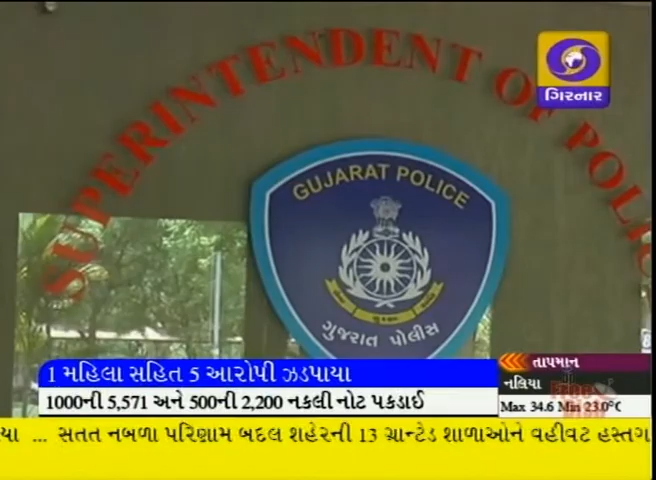 SUPERINTENDENT OF POLICE
ગિરનાર
GUJARAT POLICE
ગુજરાત પોલીસ
1 મહિલા સહિત 5 આરોપી ઝડપાયા
1000ની 5,571 અને 500ની 2,200 નકલી નોટ પકડાઈ
તાપમાન
નલિયા
Max 34.6 Min 23.0°C
... સતત નબળા પરિણામ બદલ શહેરની 13 ગ્રાન્ટેડ શાળાઓને વહીવટ હસ્તગ